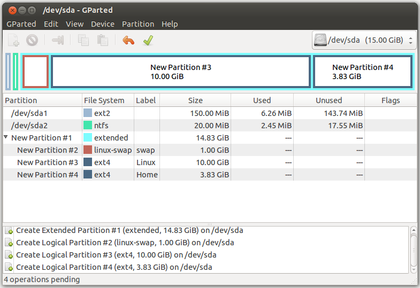 /dev/sda - GParted
GParted Edit View Device Partition Help
/dev/sda (15.00 GiB)
New Partition #3
10.00 GiB
New Partition #4
3.83 GiB
Partition File System Label Size Used Unused Flags
/dev/sda1 ext2 150.00 MiB 6.26 MiB 143.74 MiB
/dev/sda2 ntfs 20.00 MiB 2.45 MiB 17.55 MiB
New Partition #1 extended 14.83 GiB — —
New Partition #2 linux-swap swap 1.00 GiB — —
New Partition #3 ext4 Linux 10.00 GiB — —
New Partition #4 ext4 Home 3.83 GiB — —
Create Extended Partition #1 (extended, 14.83 GiB) on /dev/sda
Create Logical Partition #2 (linux-swap, 1.00 GiB) on /dev/sda
Create Logical Partition #3 (ext4, 10.00 GiB) on /dev/sda
Create Logical Partition #4 (ext4, 3.83 GiB) on /dev/sda
4 operations pending